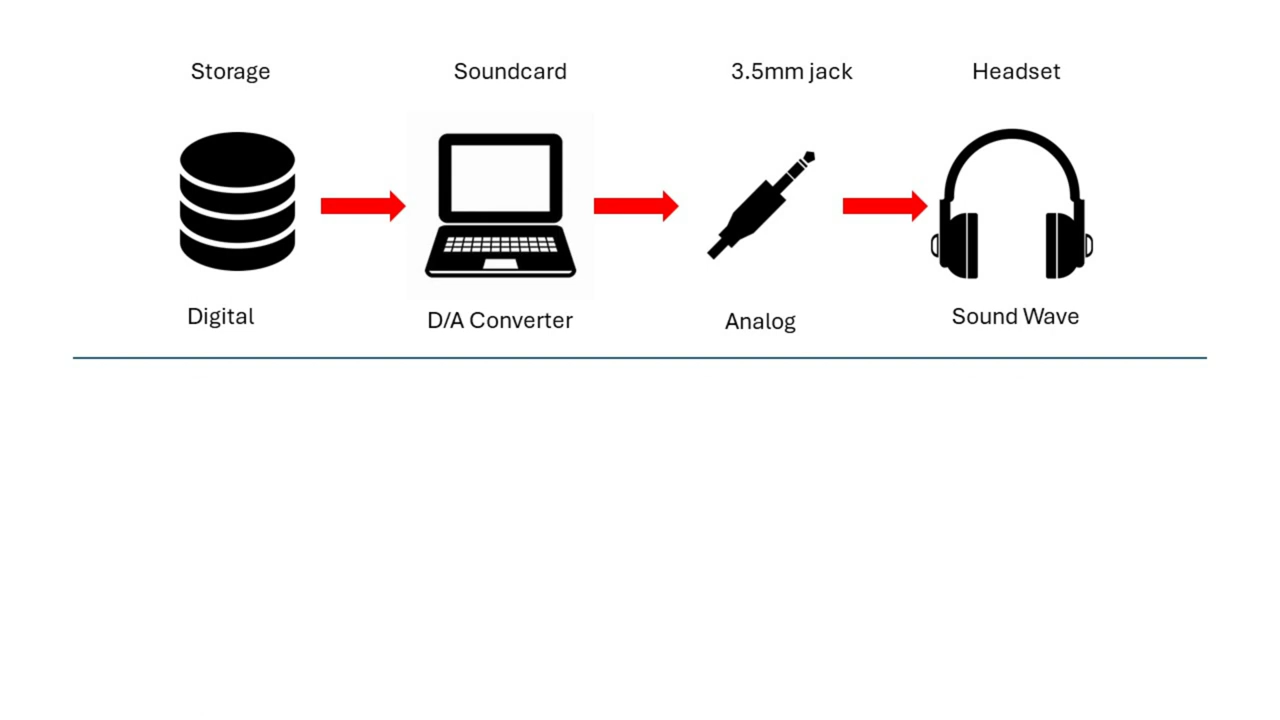 Storage
Soundcard
3.5mm jack
Headset
Digital
D/A Converter
Analog
Sound Wave